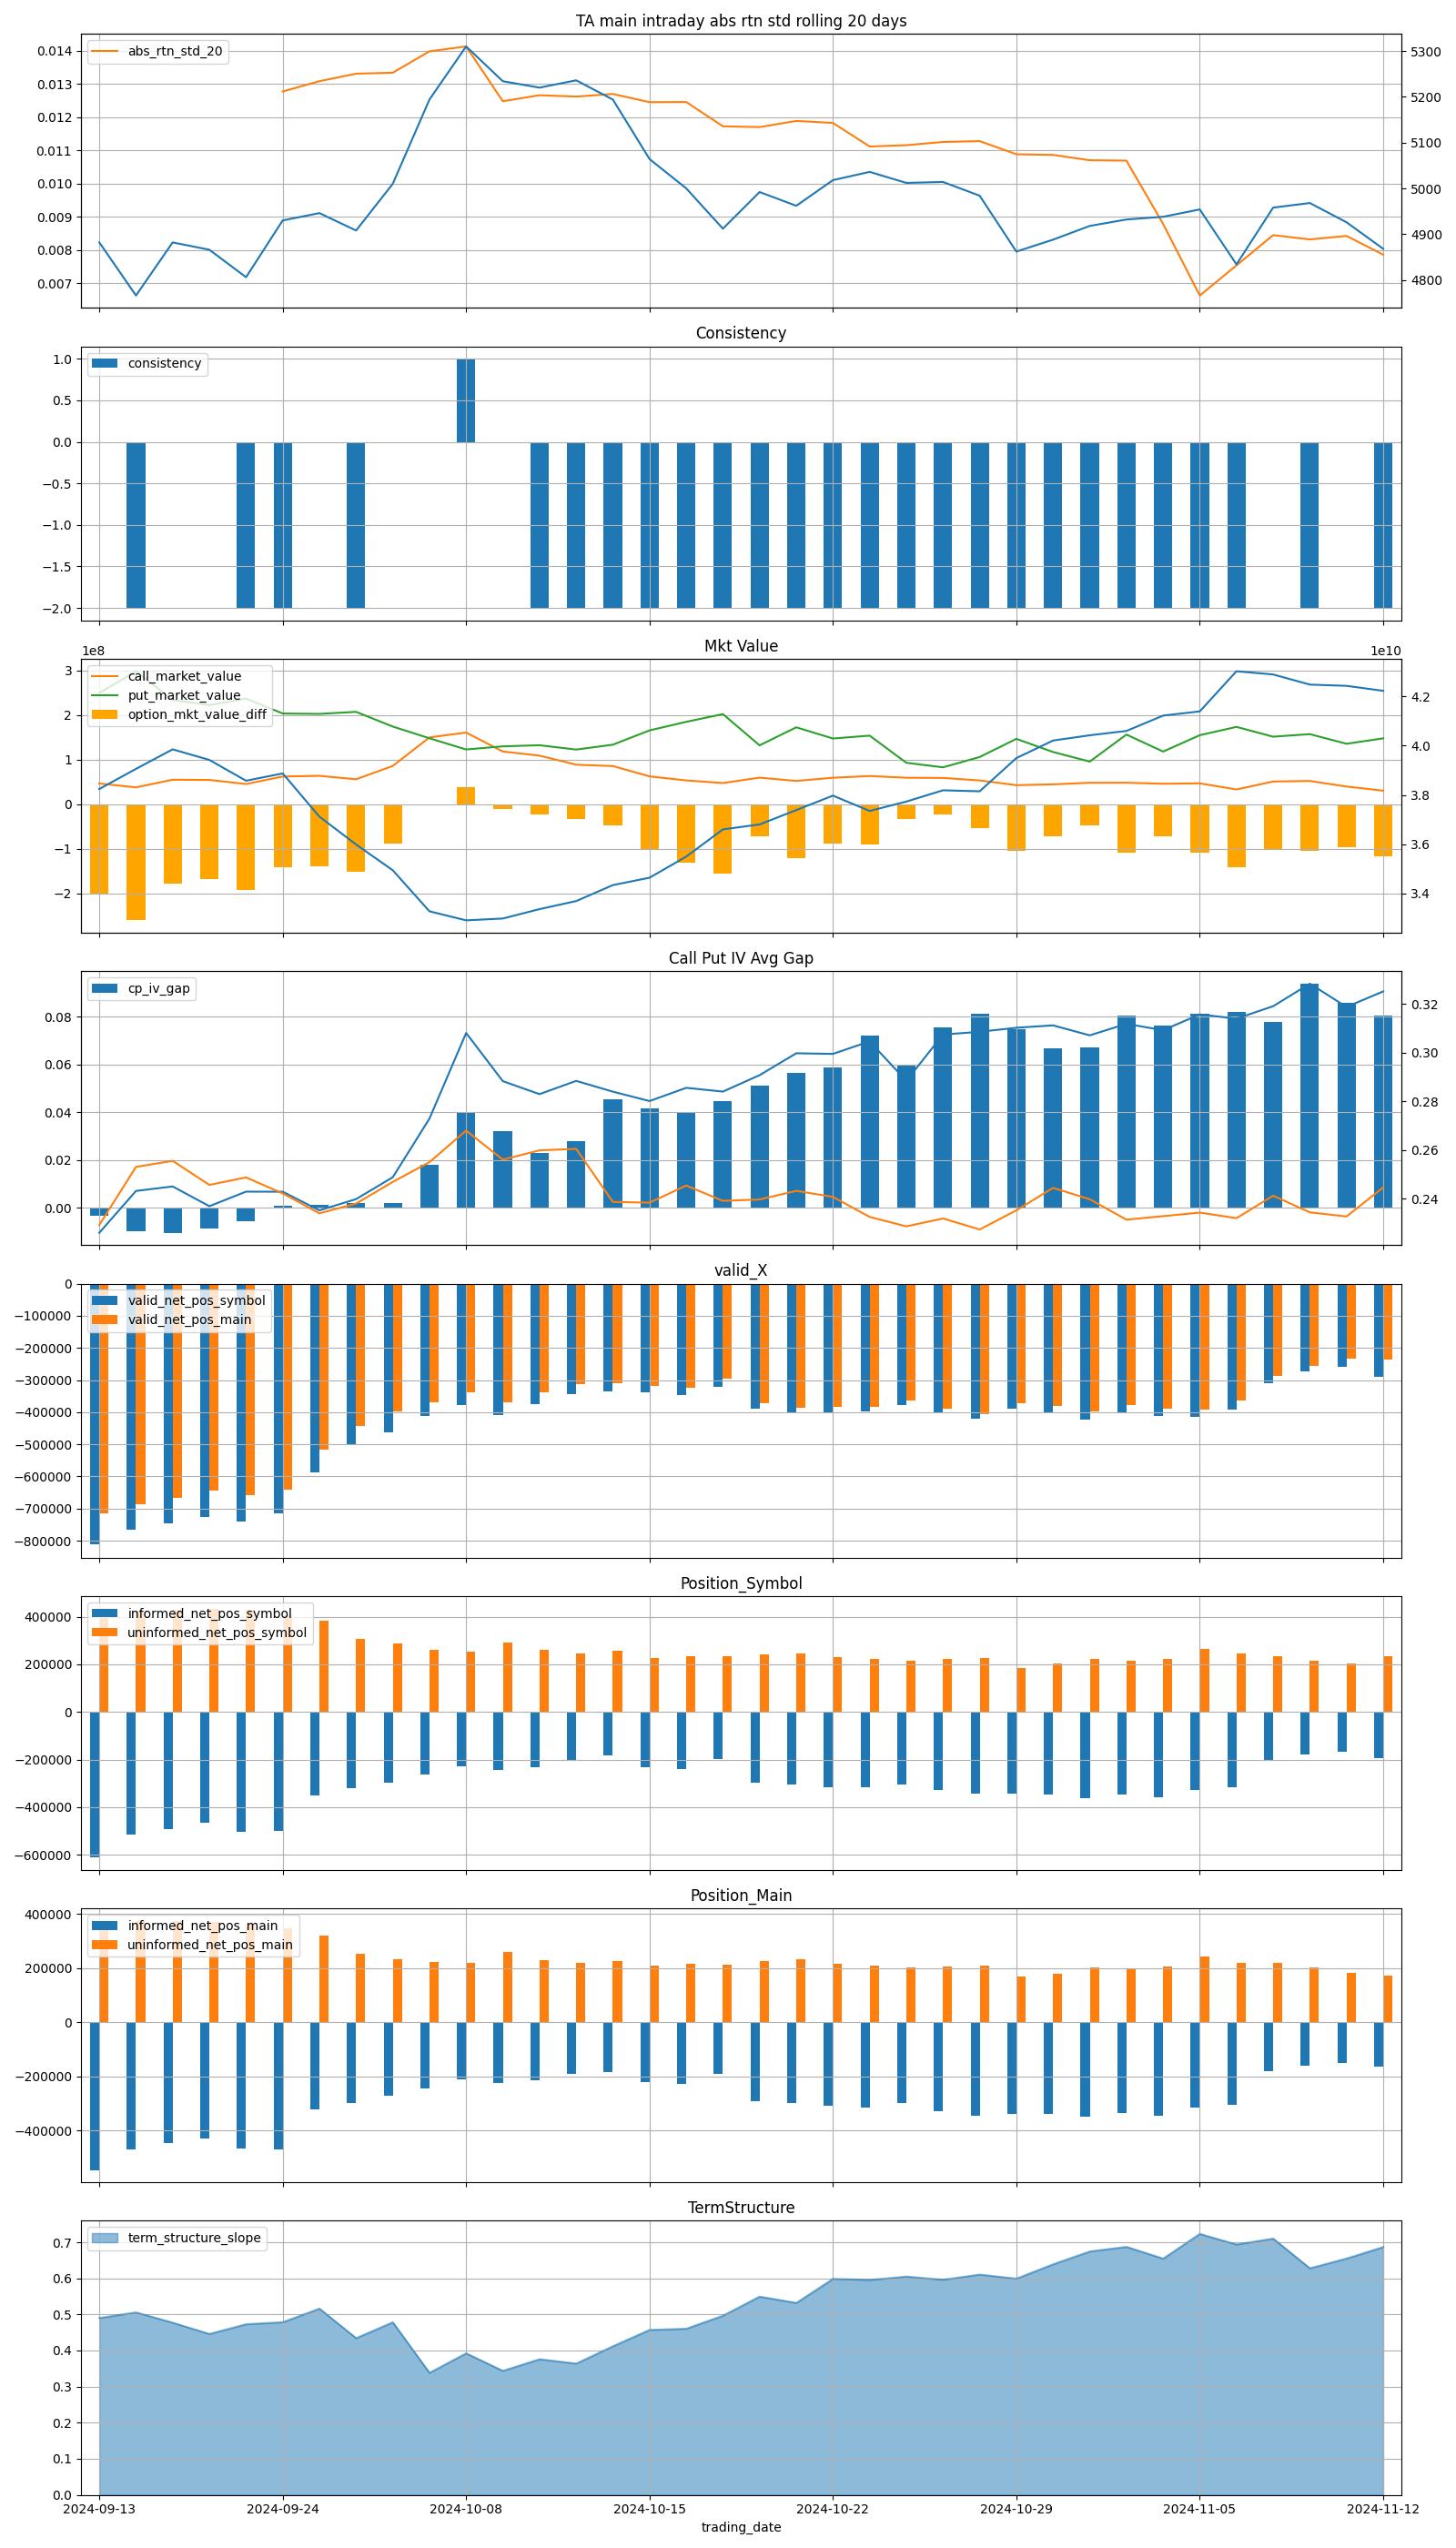 TA main intraday abs rtn std rolling 20 days
abs_rtn_std_20
0.014
0.013
0.012
0.011
0.010
0.009
0.008
0.007
5300
5200
5100
5000
4900
4800
Consistency
consistency
1.0
0.5
0.0
−0.5
−1.0
−1.5
−2.0
Mkt Value
1e8
1e10
call_market_value
put_market_value
option_mkt_value_diff
3
2
1
0
−1
−2
4.2
4.0
3.8
3.6
3.4
Call Put IV Avg Gap
cp_iv_gap
0.08
0.06
0.04
0.02
0.00
0.32
0.30
0.28
0.26
0.24
valid_X
valid_net_pos_symbol
valid_net_pos_main
0
−100000
−200000
−300000
−400000
−500000
−600000
−700000
−800000
Position_Symbol
informed_net_pos_symbol
uninformed_net_pos_symbol
400000
200000
0
−200000
−400000
−600000
Position_Main
informed_net_pos_main
uninformed_net_pos_main
400000
200000
0
−200000
−400000
TermStructure
term_structure_slope
0.7
0.6
0.5
0.4
0.3
0.2
0.1
0.0
2024-09-13 2024-09-24 2024-10-08 2024-10-15 2024-10-22 2024-10-29 2024-11-05 2024-11-12
trading_date